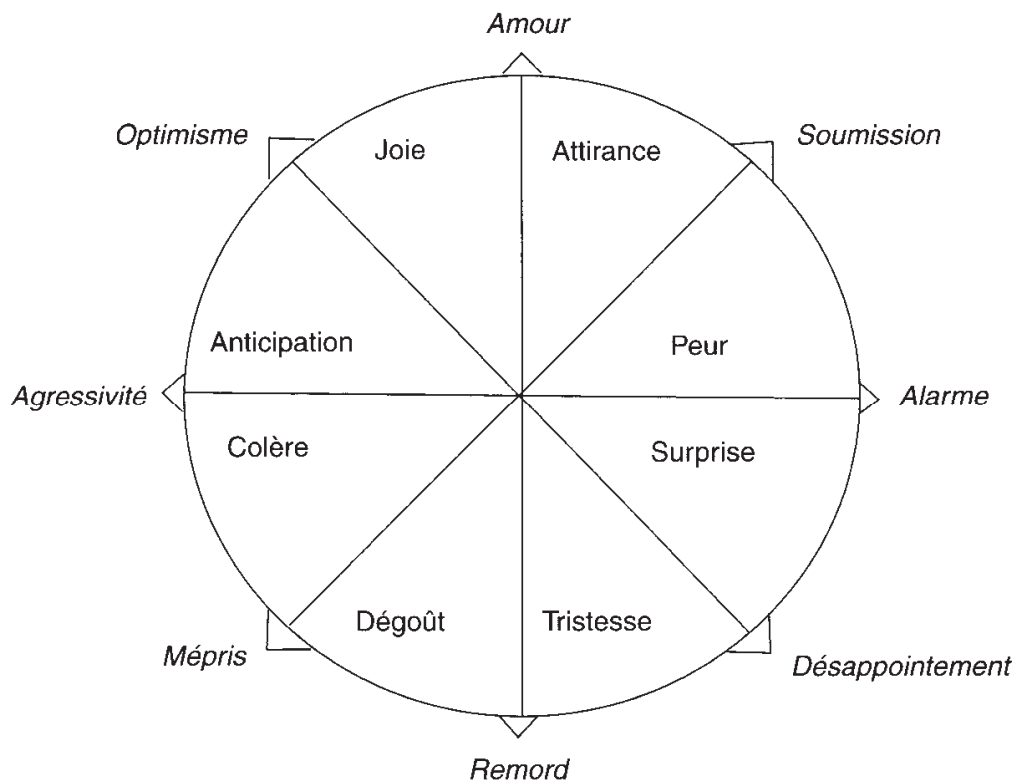 Amour
Optimisme
Soumission
Joie
Attirance
Anticipation
Peur
Agressivité
Alarme
Colère
Surprise
Dégoût
Tristesse
Mépris
Désappointement
Remord